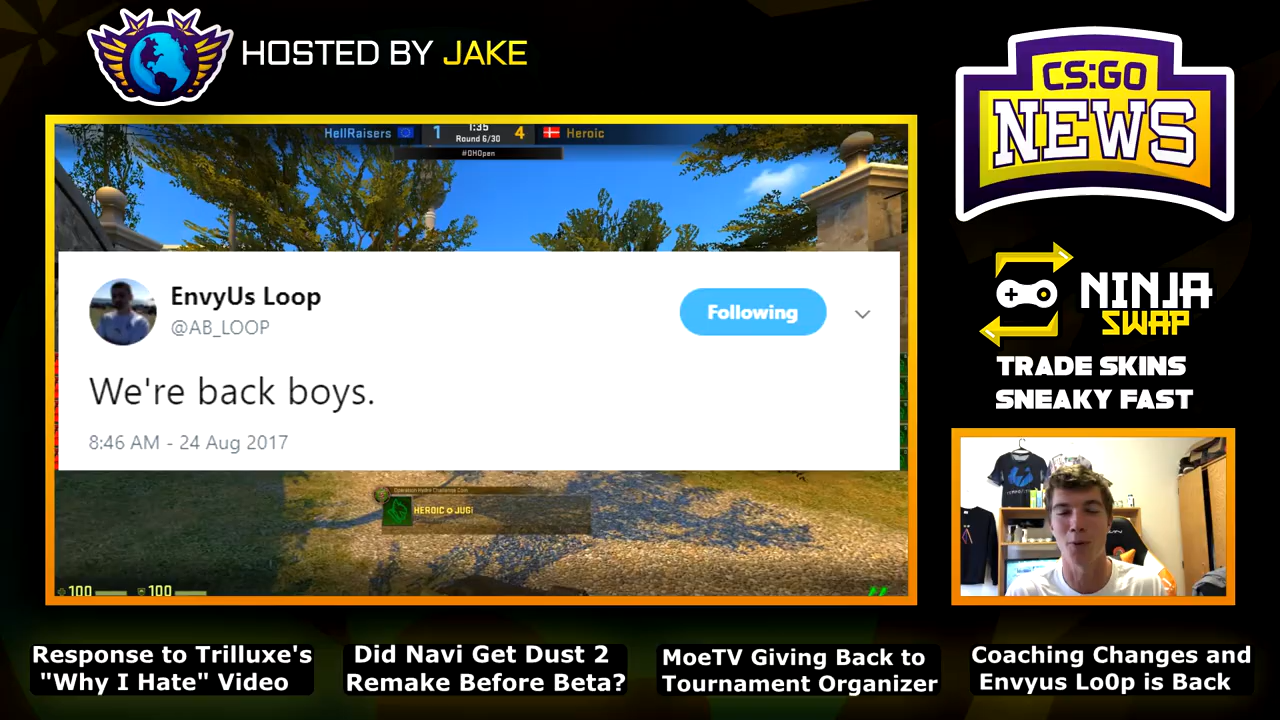 HOSTED BY JAKE
CS:GO
NEWS
HellRaisers 1 1:35 4 Heroic
Round 6/30
#DHOpen
EnvyUs Loop
@AB_LOOP
Following
We're back boys.
8:46 AM - 24 Aug 2017
NINJA
SWAP
TRADE SKINS
SNEAKY FAST
HEROIC JUGi
100 100
Response to Trilluxe's
"Why I Hate" Video
Did Navi Get Dust 2
Remake Before Beta?
MoeTV Giving Back to
Tournament Organizer
Coaching Changes and
Envyus Lo0p is Back